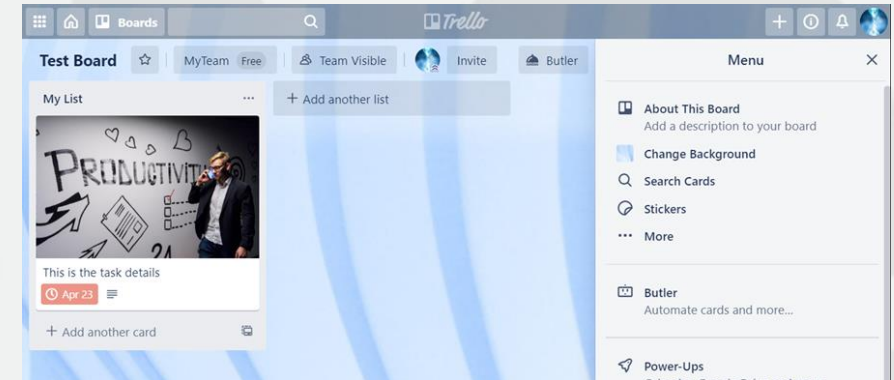 Boards
Trello
Test Board
MyTeam Free
Team Visible
Invite
Butler
My List
...
+ Add another list
PRODUCTIVITY
24
This is the task details
Apr 23
+ Add another card
Menu
About This Board
Add a description to your board
Change Background
Search Cards
Stickers
... More
Butler
Automate cards and more...
Power-Ups